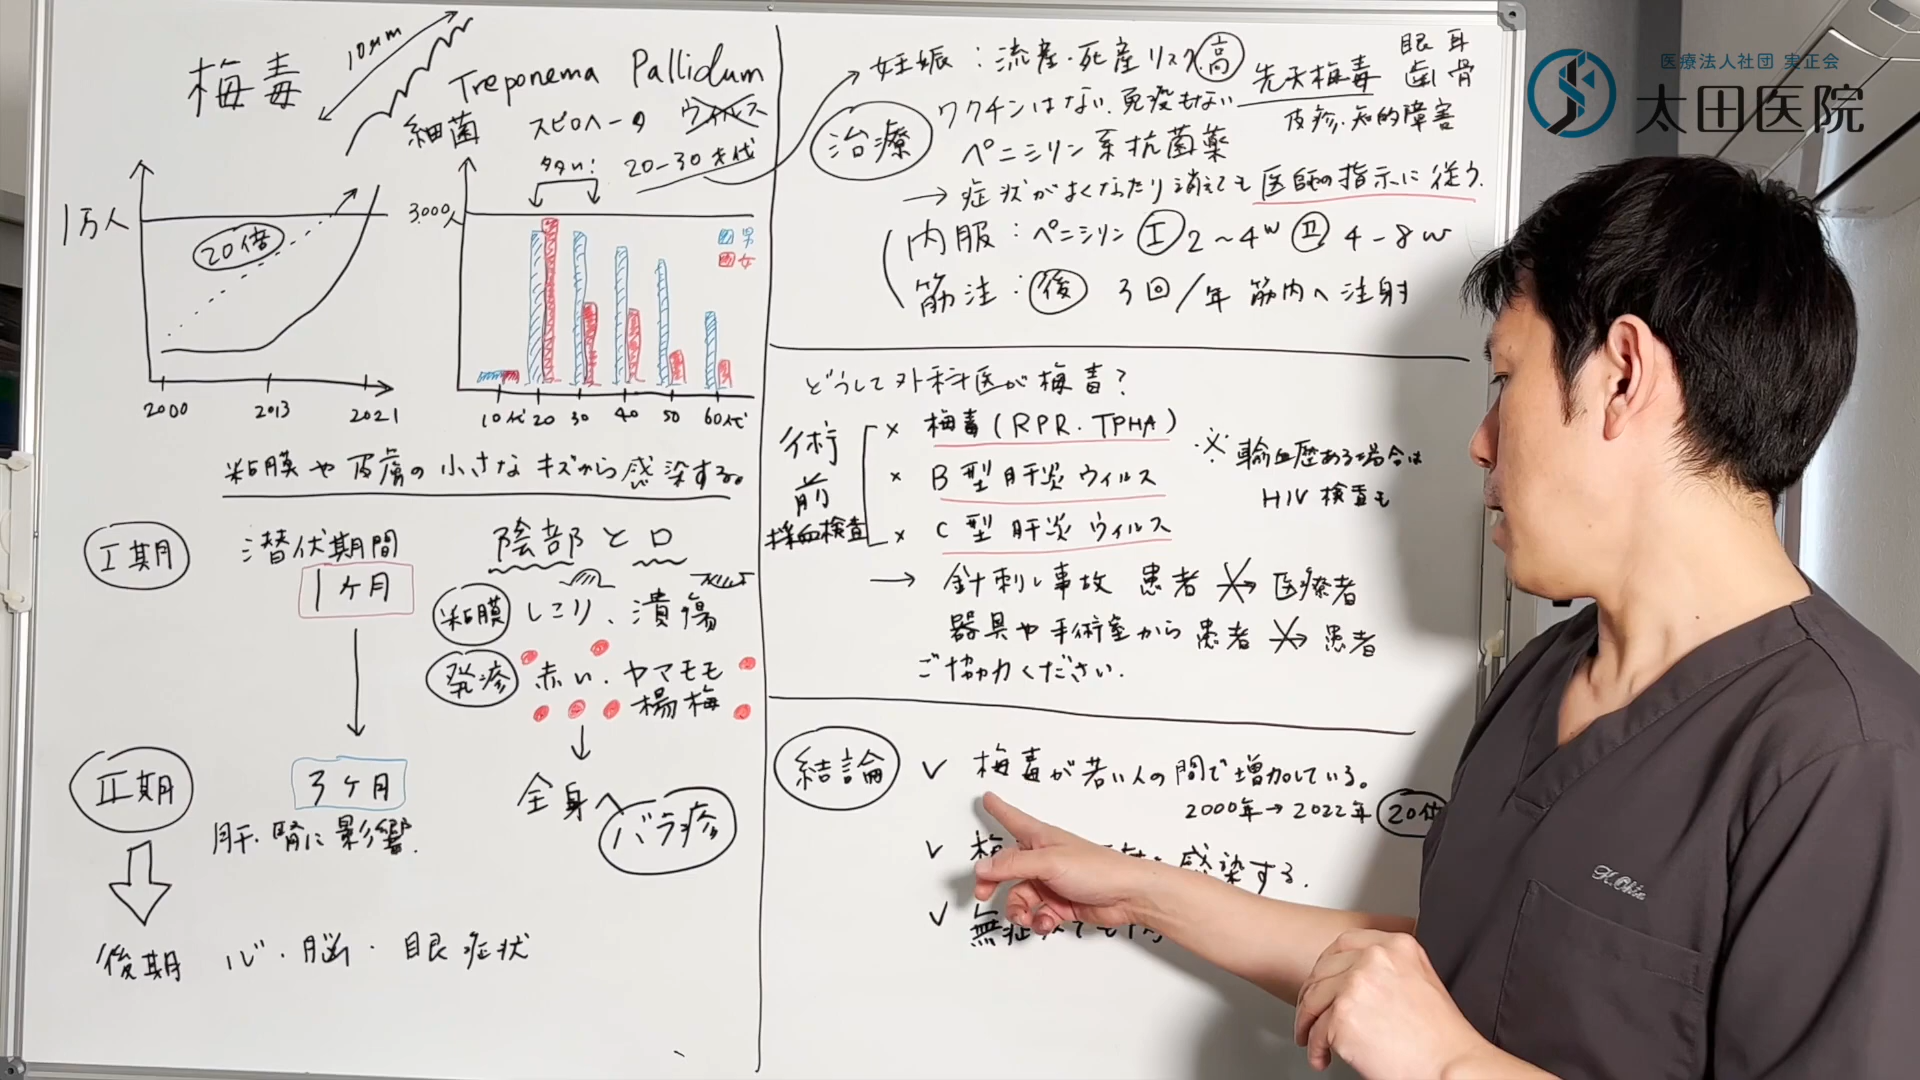 梅毒
10μm
Treponema Pallidum
細菌 スピロヘータ ウイルス
多い! 20-30才代
1万人
20倍
2000 2013 2021
3,000人
男
女
10代 20 30 40 50 60代
粘膜や皮膚の小さなキズから感染する。
I期 潜伏期間
1ヶ月
陰部と口
粘膜 しこり、潰傷
発疹 赤い、ヤマモモ
楊梅
II期 3ヶ月
肝・腎に影響。
全身へ
バラ疹
後期 心・脳・眼症状
妊娠:流産・死産リスク高
先天梅毒
眼 耳
歯 骨
皮疹・知的障害
ワクチンはない、免疫もない
治療
ペニシリン系抗菌薬
→ 症状がよくなったり消えても医師の指示に従う。
内服:ペニシリン I 2~4w II 4-8w
筋注:後 3回/年 筋内へ注射
どうして外科医が梅毒?
術前採血検査
× 梅毒(RPR.TPHA)
× B型肝炎ウィルス
× C型肝炎ウィルス
※輸血歴ある場合は
HIV検査も
→ 針刺し事故 患者 → 医療者
器具や手術室から患者 → 患者
ご協力ください。
結論
✓ 梅毒が若い人の間で増加している。
2000年→2022年 20倍
✓ 梅 感染する.
✓ 無症状でも
医療法人社団 実正会
太田医院